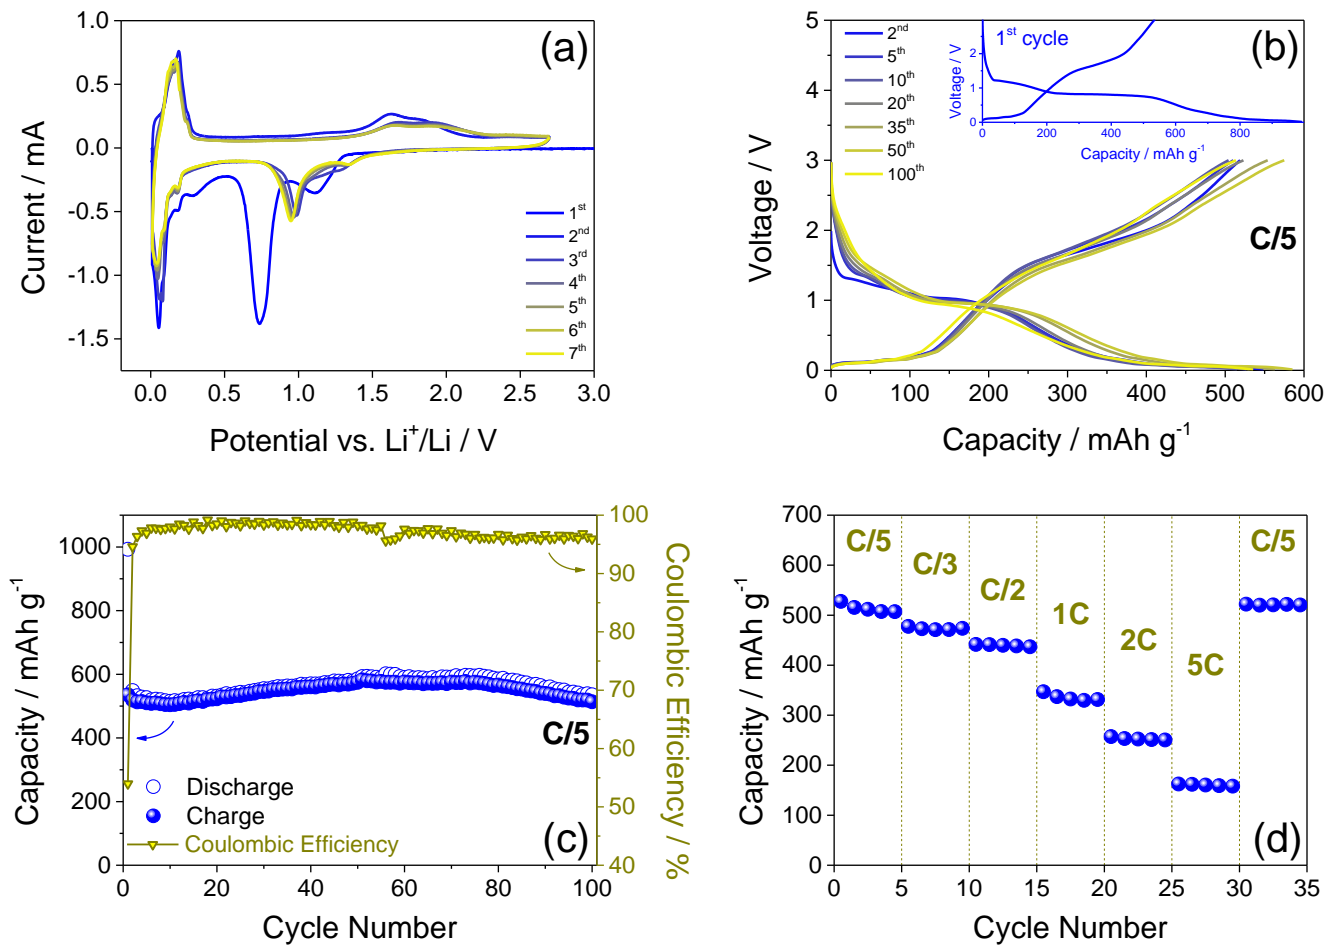 (a)
1.0
0.5
0.0
-0.5
-1.0
-1.5
Current / mA
1st
2nd
3rd
4th
5th
6th
7th
0.0 0.5 1.0 1.5 2.0 2.5 3.0
Potential vs. Li+/Li / V
(b)
5
4
3
2
1
0
Voltage / V
2nd
5th
10th
20th
35th
50th
100th
1st cycle
Voltage / V
2
1
0
0 200 400 600 800
Capacity / mAh g-1
C/5
0 100 200 300 400 500 600
Capacity / mAh g-1
1000
800
600
400
200
0
Capacity / mAh g-1
100
90
80
70
60
50
40
Coulombic Efficiency / %
C/5
Discharge
Charge
Coulombic Efficiency
(c)
0 20 40 60 80 100
Cycle Number
700
600
500
400
300
200
100
0
Capacity / mAh g-1
C/5
C/3
C/2
1C
2C
5C
C/5
(d)
0 5 10 15 20 25 30 35
Cycle Number